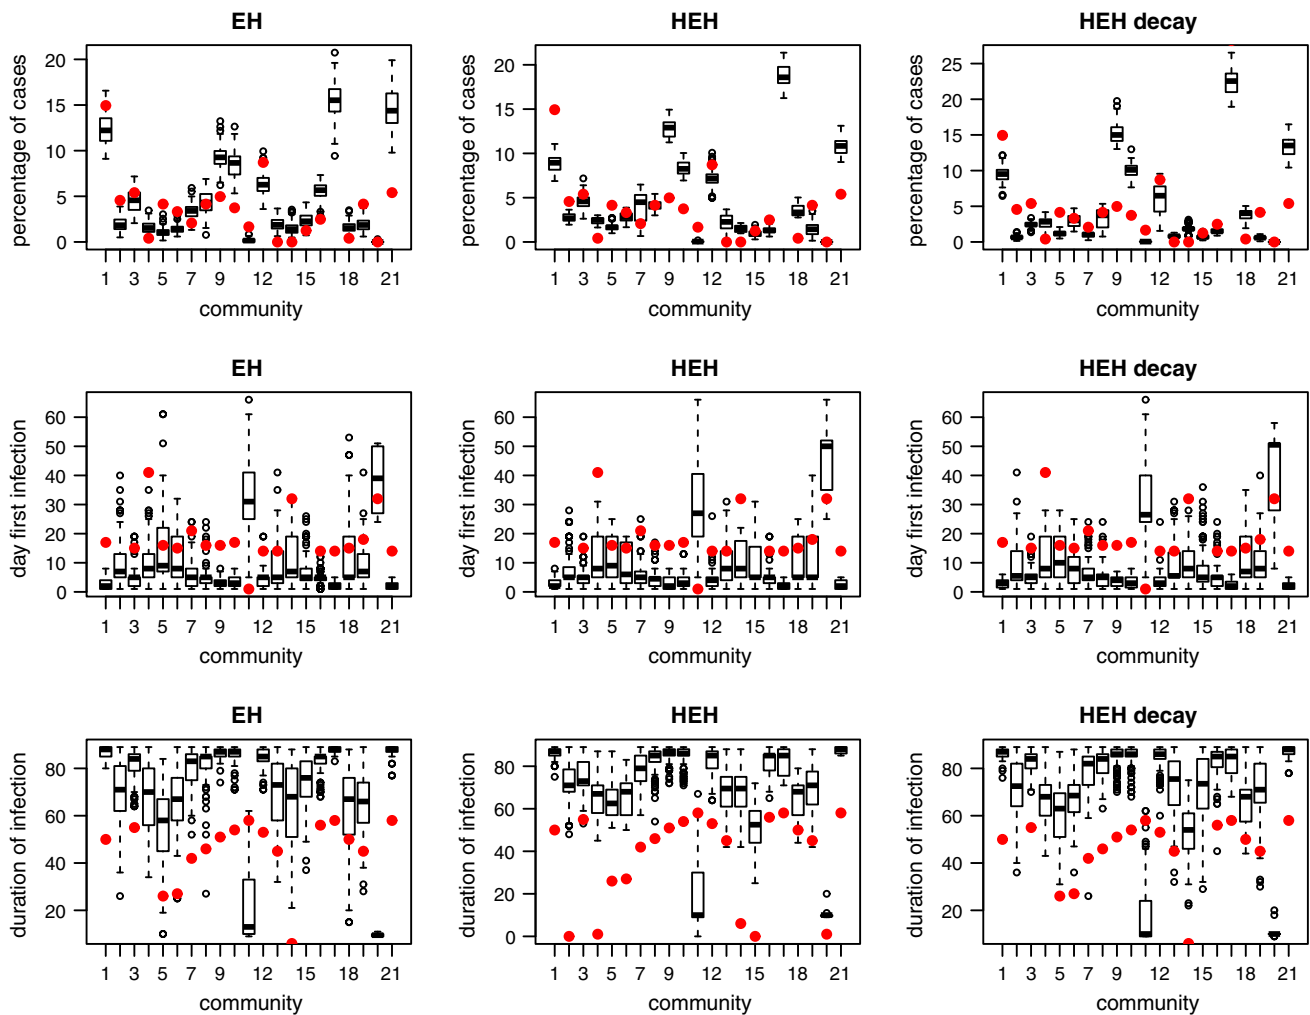 EH
HEH
HEH decay
percentage of cases
0 5 10 15 20
1 3 5 7 9 12 15 18 21
community
percentage of cases
0 5 10 15 20
1 3 5 7 9 12 15 18 21
community
percentage of cases
0 5 10 15 20 25
1 3 5 7 9 12 15 18 21
community
EH
HEH
HEH decay
day first infection
0 10 20 30 40 50 60
1 3 5 7 9 12 15 18 21
community
day first infection
0 10 20 30 40 50 60
1 3 5 7 9 12 15 18 21
community
day first infection
0 10 20 30 40 50 60
1 3 5 7 9 12 15 18 21
community
EH
HEH
HEH decay
duration of infection
20 40 60 80
1 3 5 7 9 12 15 18 21
community
duration of infection
0 20 40 60 80
1 3 5 7 9 12 15 18 21
community
duration of infection
20 40 60 80
1 3 5 7 9 12 15 18 21
community